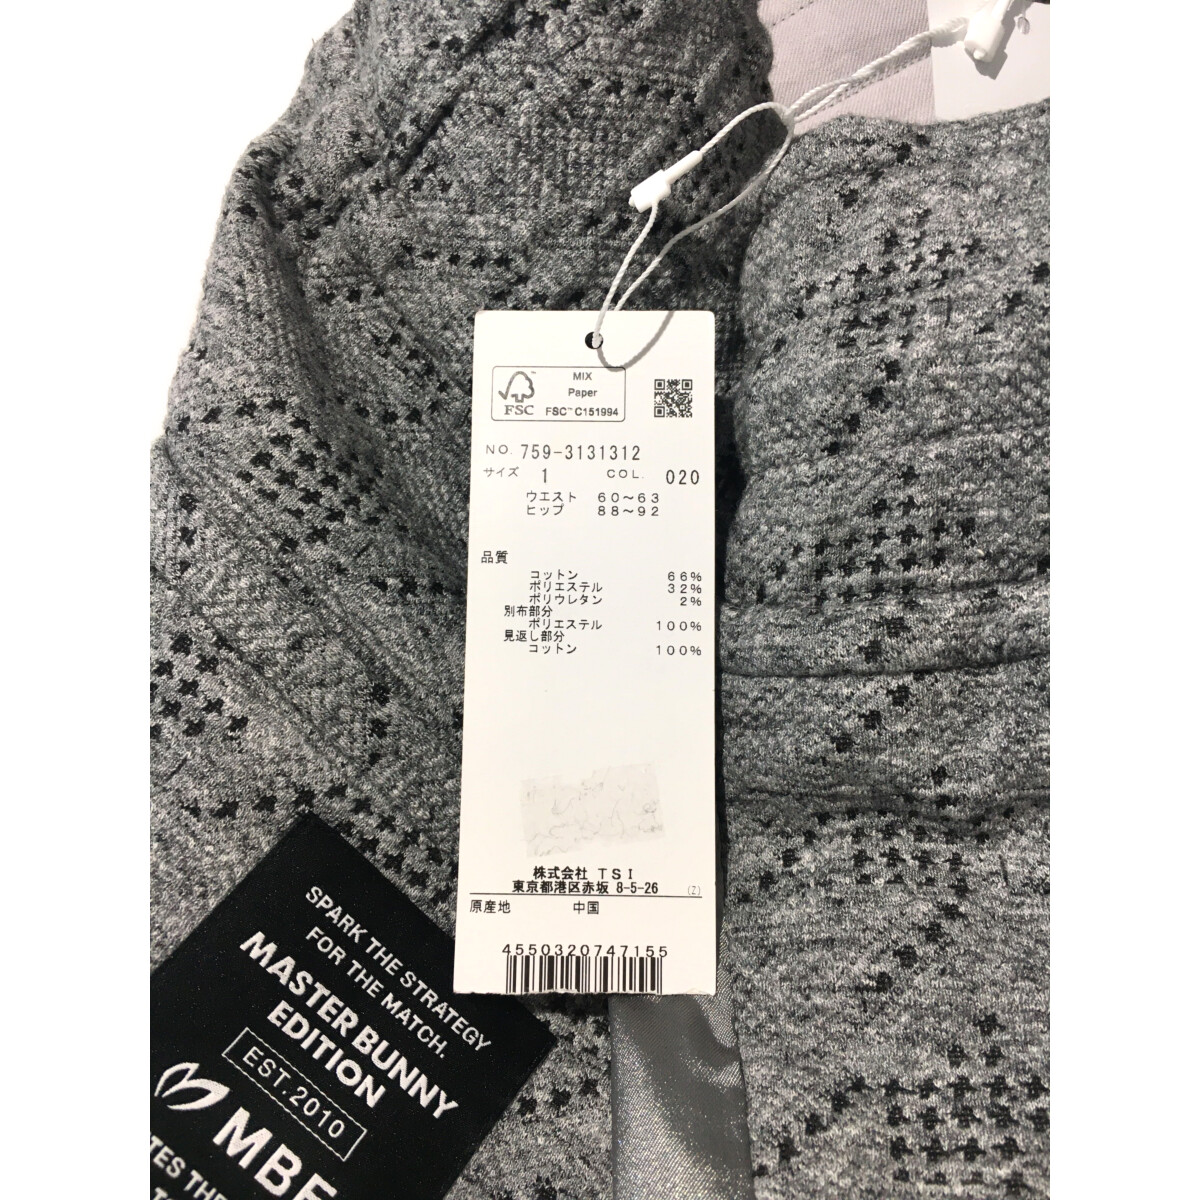 MIX
Paper
FSC™ C151994
FSC
NO. 759-3131312
サイズ 1 COL. 020
ウエスト 60～63
ヒップ 88～92
品質
コットン 66%
ポリエステル 32%
ポリウレタン 2%
別布部分
ポリエステル 100%
見返し部分
コットン 100%
株式会社 TSI
東京都港区赤坂 8-5-26 (Z)
原産地 中国
4550320747155
SPARK THE STRATEGY
FOR THE MATCH.
MASTER BUNNY
EDITION
EST.2010
MBE